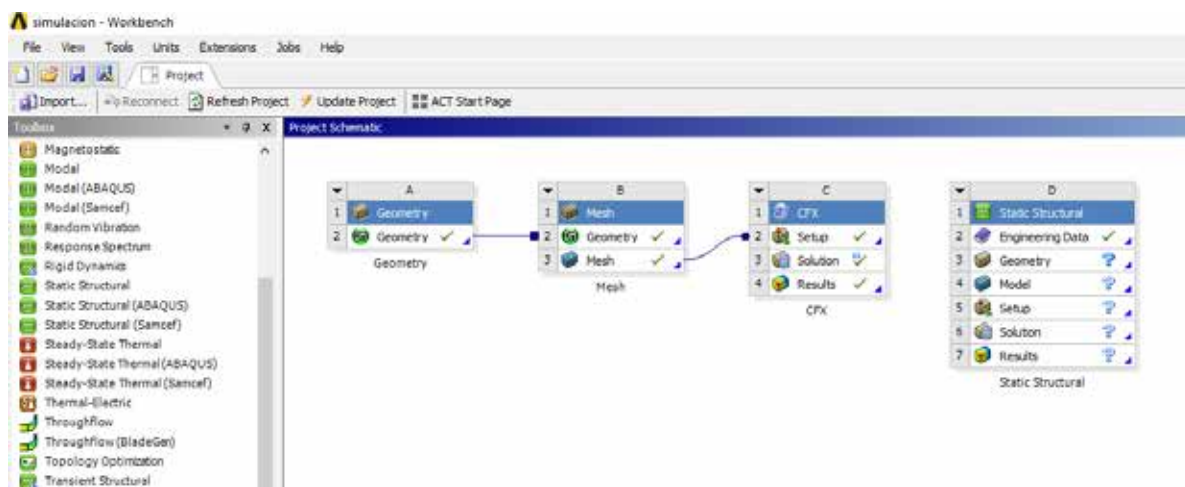 simulacion - Workbench
File View Tools Units Extensions Jobs Help
Project
Import... Reconnect Refresh Project Update Project ACT Start Page
Toolbox
Project Schematic
Magnetostatic
Modal
Modal (ABAQUS)
Modal (Samcef)
Random Vibration
Response Spectrum
Rigid Dynamics
Static Structural
Static Structural (ABAQUS)
Static Structural (Samcef)
Steady-State Thermal
Steady-State Thermal (ABAQUS)
Steady-State Thermal (Samcef)
Thermal-Electric
Throughflow
Throughflow (BladeGen)
Topology Optimization
Transient Structural
A
1 Geometry
2 Geometry
Geometry
B
1 Mesh
2 Geometry
3 Mesh
Mesh
C
1 CFX
2 Setup
3 Solution
4 Results
CFX
D
1 Static Structural
2 Engineering Data
3 Geometry
4 Model
5 Setup
6 Solution
7 Results
Static Structural